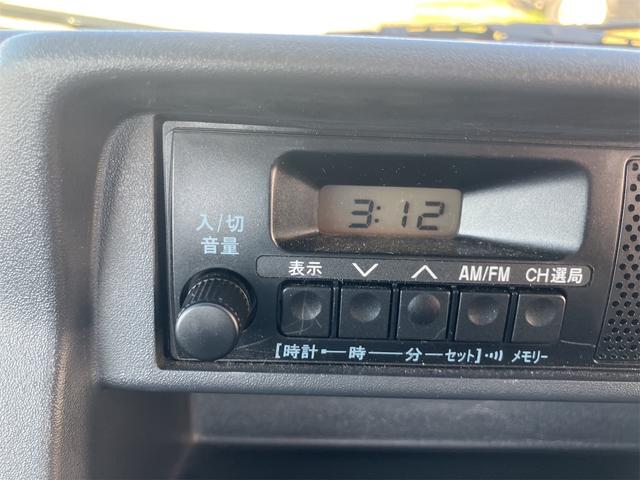 3:12
入/切
音量
表示 ∨ ∧ AM/FM CH選局
[時計 時 分 セット] メモリー